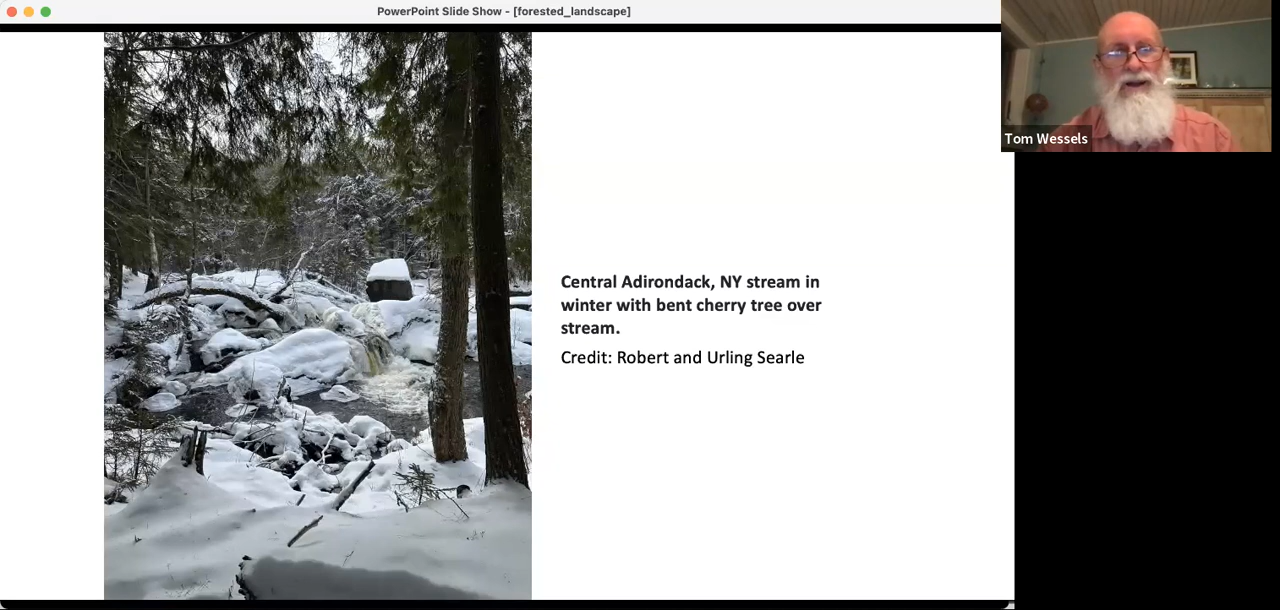 PowerPoint Slide Show - [forested_landscape]
Tom Wessels
Central Adirondack, NY stream in
winter with bent cherry tree over
stream.
Credit: Robert and Urling Searle